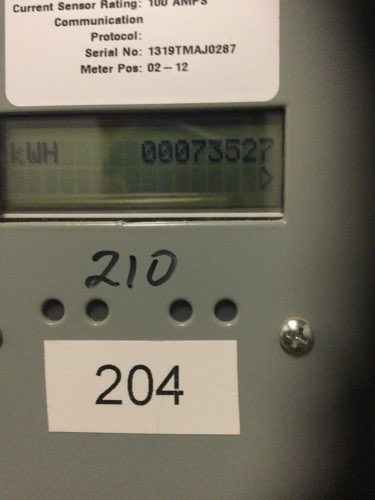 Current Sensor Rating: 100 AMPS
Communication
Protocol:
Serial No: 1319TMAJ0287
Meter Pos: 02-12
kWH 00073527
>
210
204